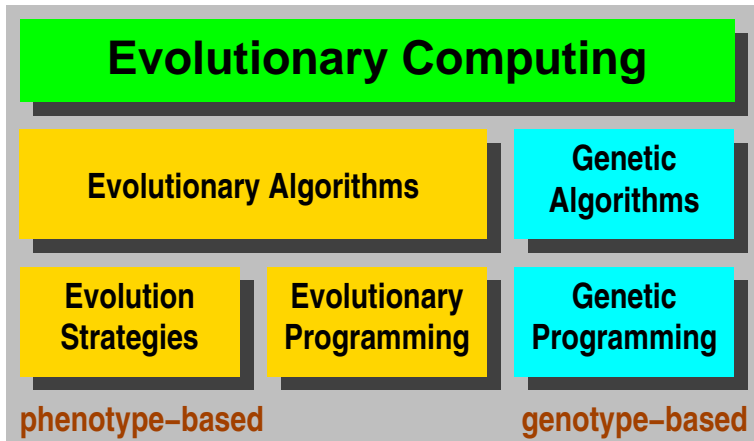 Evolutionary Computing
Evolutionary Algorithms
Genetic
Algorithms
Evolution
Strategies
Evolutionary
Programming
Genetic
Programming
phenotype–based
genotype–based